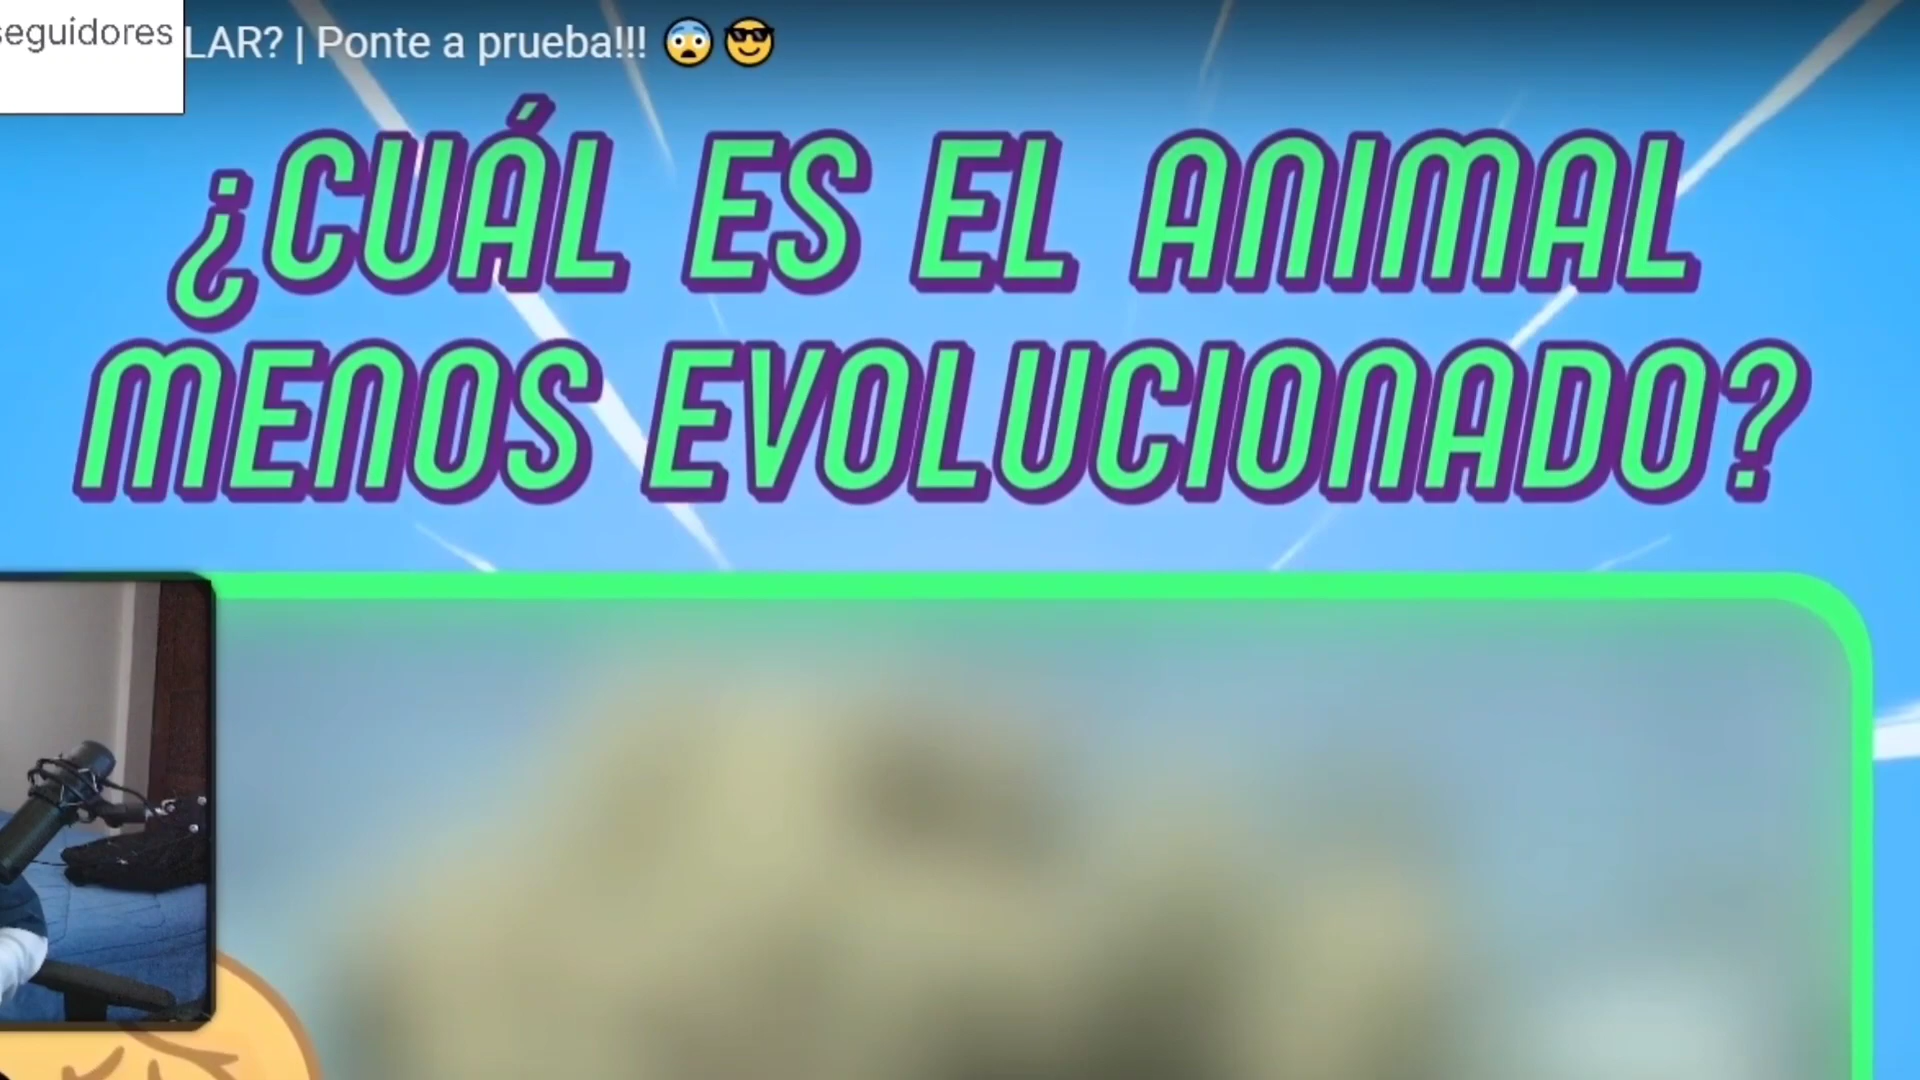 seguidores
LAR? | Ponte a prueba!!! 😨😎
¿CUÁL ES EL ANIMAL
MENOS EVOLUCIONADO?